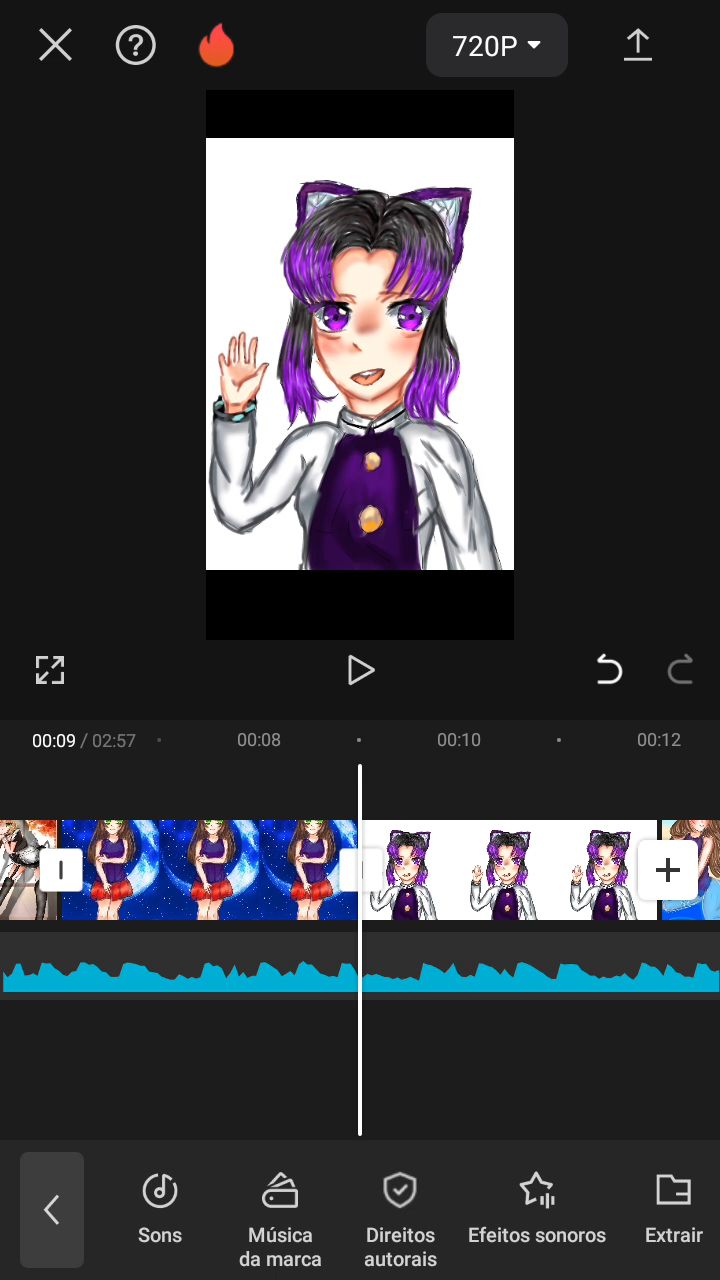 720P
00:09 / 02:57
00:08
00:10
00:12
Sons
Música
da marca
Direitos
autorais
Efeitos sonoros
Extrair